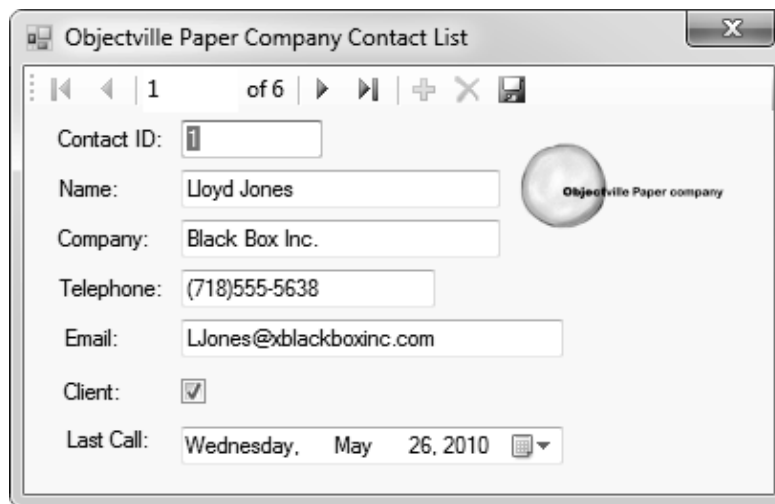 Objectville Paper Company Contact List
1 of 6
Contact ID: 1
Name: Lloyd Jones
Objectville Paper company
Company: Black Box Inc.
Telephone: (718)555-5638
Email: LJones@xblackboxinc.com
Client:
Last Call: Wednesday, May 26, 2010